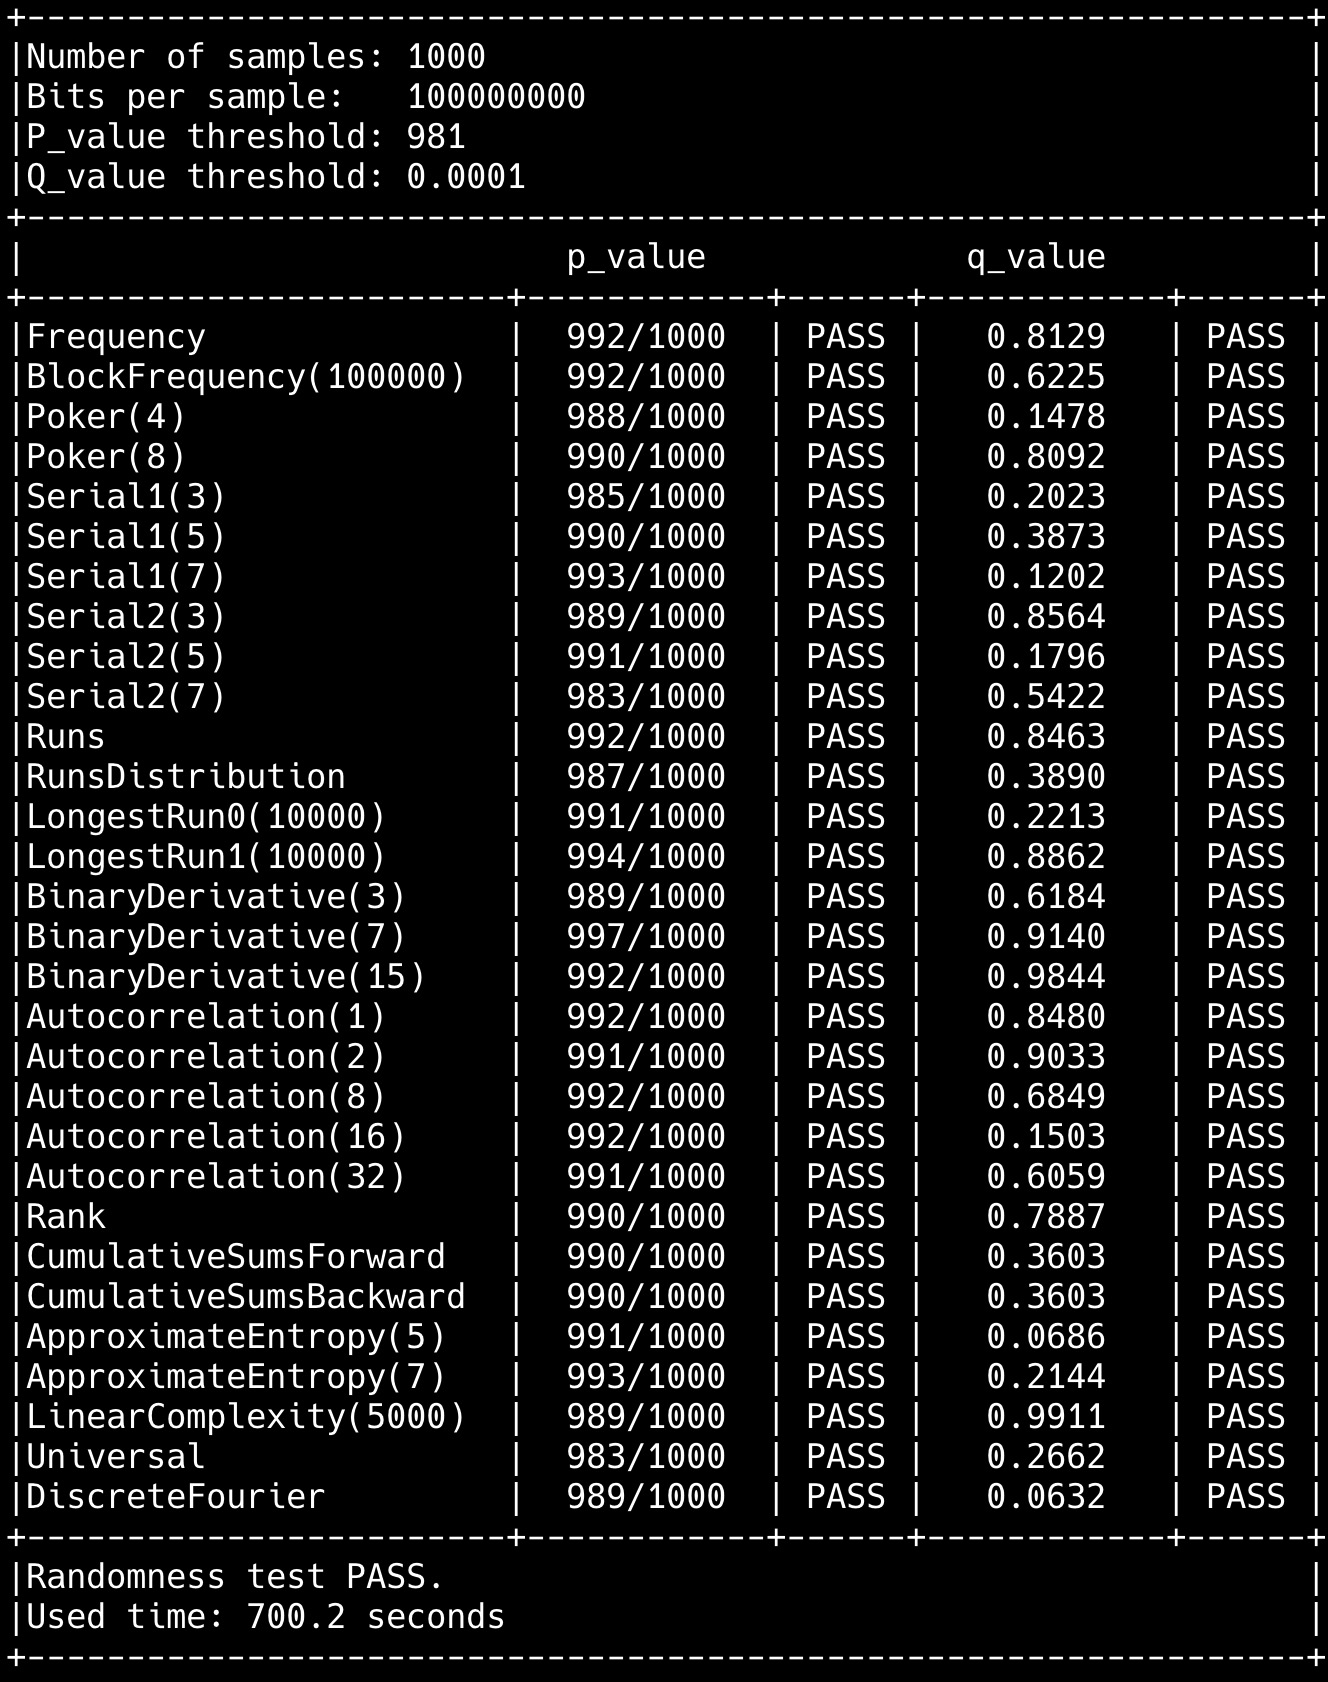 +----------------------------------------------------------------+
|Number of samples: 1000                                         |
|Bits per sample:   100000000                                    |
|P_value threshold: 981                                          |
|Q_value threshold: 0.0001                                       |
+----------------------------------------------------------------+
|                           p_value             q_value          |
+------------------------+------------+------+------------+------+
|Frequency               |  992/1000  | PASS |   0.8129   | PASS |
|BlockFrequency(100000)  |  992/1000  | PASS |   0.6225   | PASS |
|Poker(4)                |  988/1000  | PASS |   0.1478   | PASS |
|Poker(8)                |  990/1000  | PASS |   0.8092   | PASS |
|Serial1(3)              |  985/1000  | PASS |   0.2023   | PASS |
|Serial1(5)              |  990/1000  | PASS |   0.3873   | PASS |
|Serial1(7)              |  993/1000  | PASS |   0.1202   | PASS |
|Serial2(3)              |  989/1000  | PASS |   0.8564   | PASS |
|Serial2(5)              |  991/1000  | PASS |   0.1796   | PASS |
|Serial2(7)              |  983/1000  | PASS |   0.5422   | PASS |
|Runs                    |  992/1000  | PASS |   0.8463   | PASS |
|RunsDistribution        |  987/1000  | PASS |   0.3890   | PASS |
|LongestRun0(10000)      |  991/1000  | PASS |   0.2213   | PASS |
|LongestRun1(10000)      |  994/1000  | PASS |   0.8862   | PASS |
|BinaryDerivative(3)     |  989/1000  | PASS |   0.6184   | PASS |
|BinaryDerivative(7)     |  997/1000  | PASS |   0.9140   | PASS |
|BinaryDerivative(15)    |  992/1000  | PASS |   0.9844   | PASS |
|Autocorrelation(1)      |  992/1000  | PASS |   0.8480   | PASS |
|Autocorrelation(2)      |  991/1000  | PASS |   0.9033   | PASS |
|Autocorrelation(8)      |  992/1000  | PASS |   0.6849   | PASS |
|Autocorrelation(16)     |  992/1000  | PASS |   0.1503   | PASS |
|Autocorrelation(32)     |  991/1000  | PASS |   0.6059   | PASS |
|Rank                    |  990/1000  | PASS |   0.7887   | PASS |
|CumulativeSumsForward   |  990/1000  | PASS |   0.3603   | PASS |
|CumulativeSumsBackward  |  990/1000  | PASS |   0.3603   | PASS |
|ApproximateEntropy(5)   |  991/1000  | PASS |   0.0686   | PASS |
|ApproximateEntropy(7)   |  993/1000  | PASS |   0.2144   | PASS |
|LinearComplexity(5000)  |  989/1000  | PASS |   0.9911   | PASS |
|Universal               |  983/1000  | PASS |   0.2662   | PASS |
|DiscreteFourier         |  989/1000  | PASS |   0.0632   | PASS |
+------------------------+------------+------+------------+------+
|Randomness test PASS.                                           |
|Used time: 700.2 seconds                                        |
+----------------------------------------------------------------+